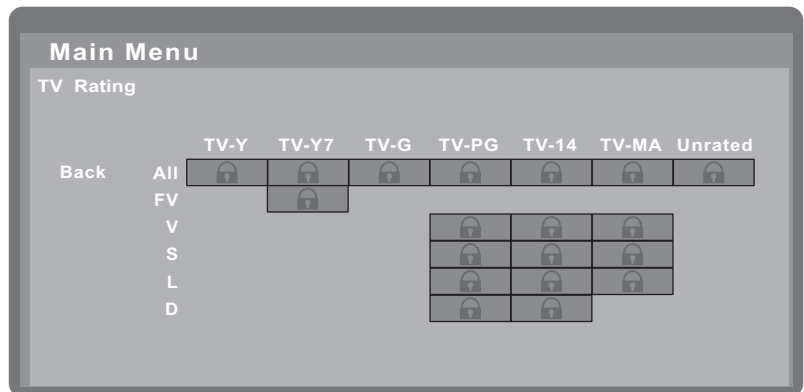 Main Menu
TV Rating
TV-Y TV-Y7 TV-G TV-PG TV-14 TV-MA Unrated
Back All
FV
V
S
L
D